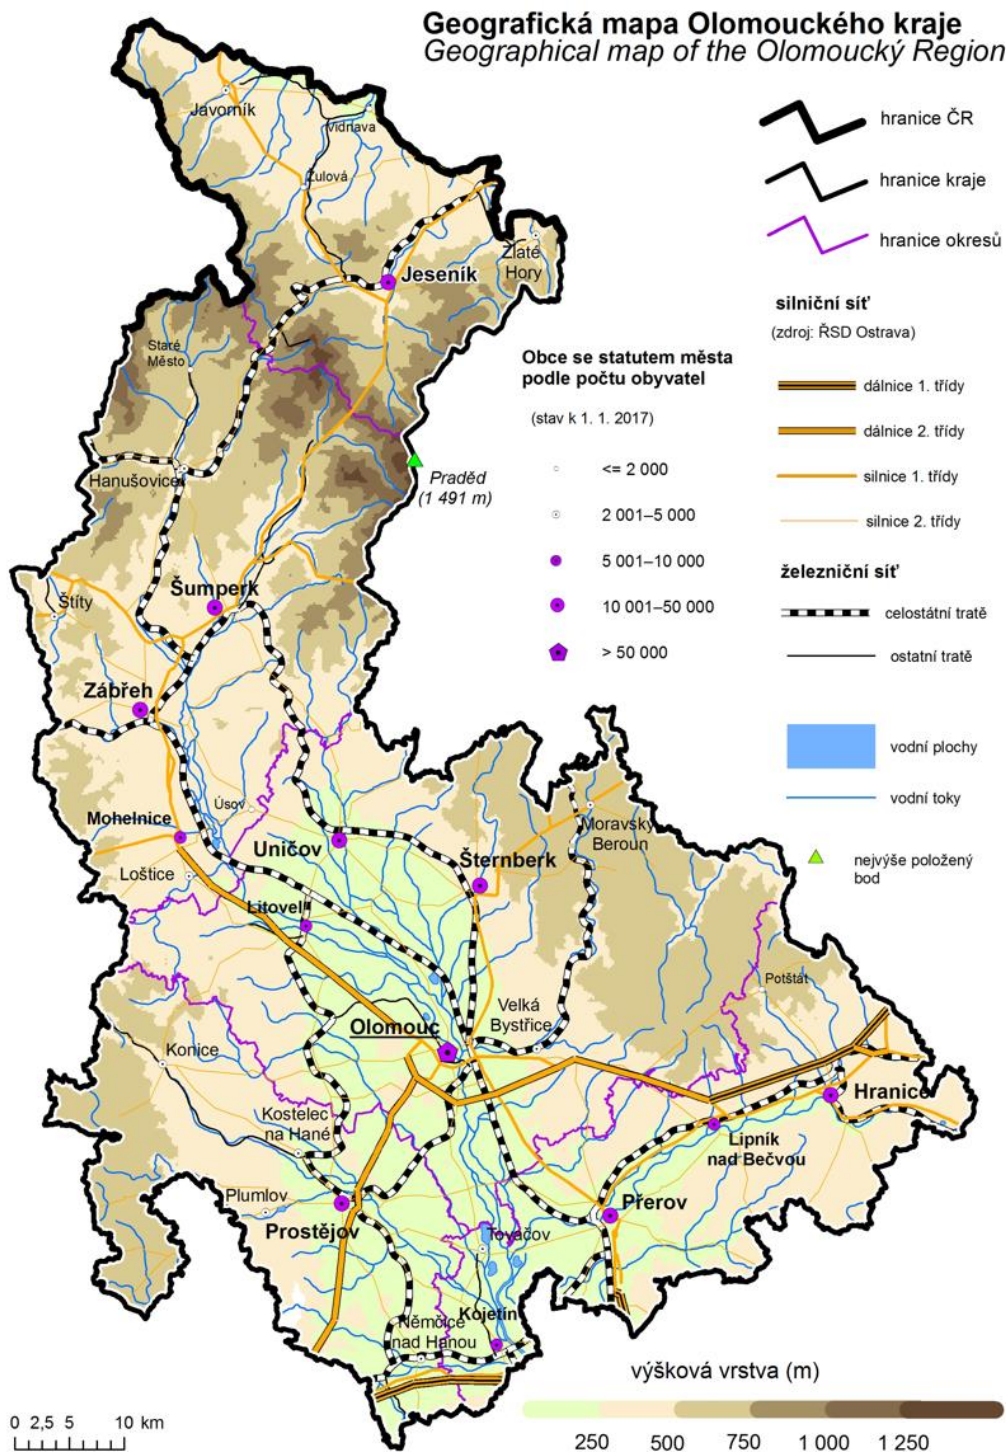 Geografická mapa Olomouckého kraje
Geographical map of the Olomoucký Region
hranice ČR
hranice kraje
hranice okresů
silniční síť
(zdroj: ŘSD Ostrava)
dálnice 1. třídy
dálnice 2. třídy
silnice 1. třídy
silnice 2. třídy
železniční síť
celostátní tratě
ostatní tratě
vodní plochy
vodní toky
nejvýše položený
bod
Obce se statutem města
podle počtu obyvatel
(stav k 1. 1. 2017)
<= 2 000
2 001–5 000
5 001–10 000
10 001–50 000
> 50 000
Javorník
Vidnava
Žulová
Zlaté
Hory
Jeseník
Staré
Město
Hanušovice
Praděd
(1 491 m)
Šumperk
Štíty
Zábřeh
Úsov
Mohelnice
Uničov
Moravský
Beroun
Šternberk
Loštice
Litovel
Potštát
Velká
Bystřice
Olomouc
Konice
Hranice
Kostelec
na Hané
Lipník
nad Bečvou
Plumlov
Přerov
Prostějov
Tovačov
Kojetín
Němčice
nad Hanou
výšková vrstva (m)
250 500 750 1 000 1 250
0 2,5 5 10 km